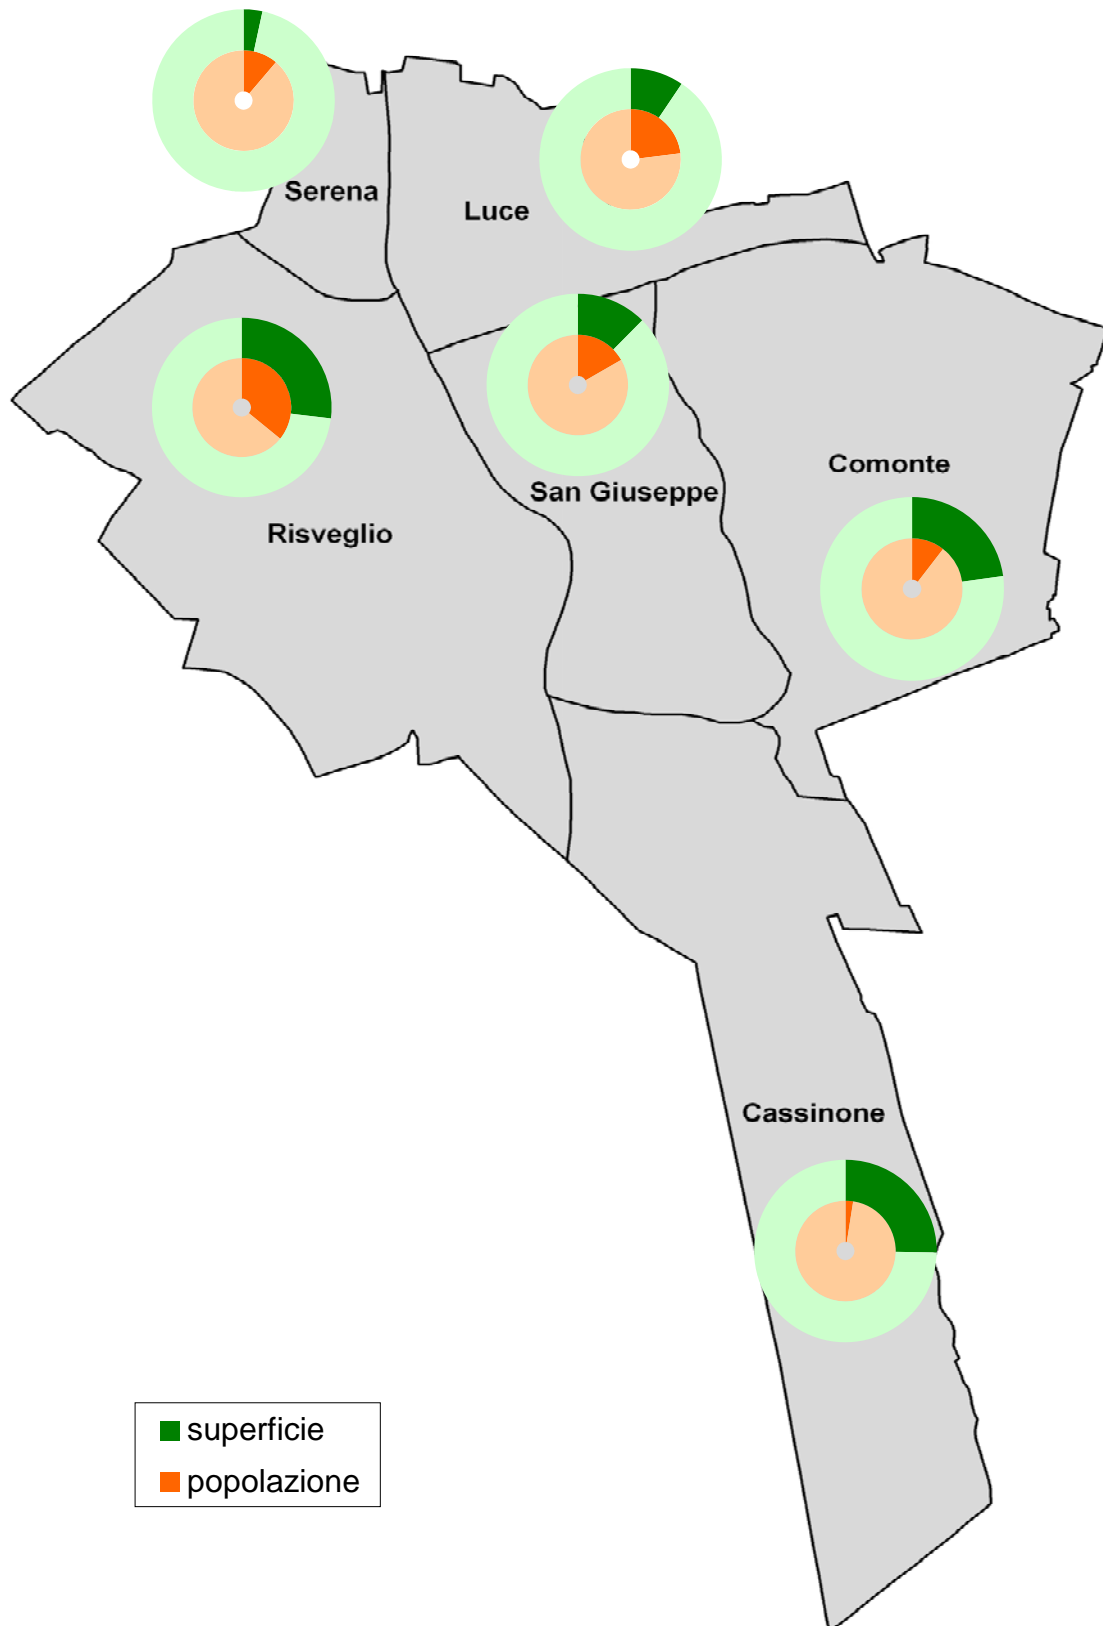 Serena
Luce
Comonte
San Giuseppe
Risveglio
Cassinone
superficie
popolazione